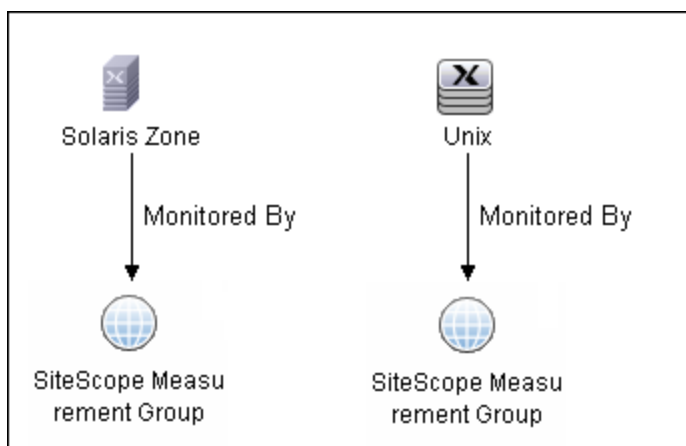 Solaris Zone
Unix
Monitored By
Monitored By
SiteScope Measu
rement Group
SiteScope Measu
rement Group